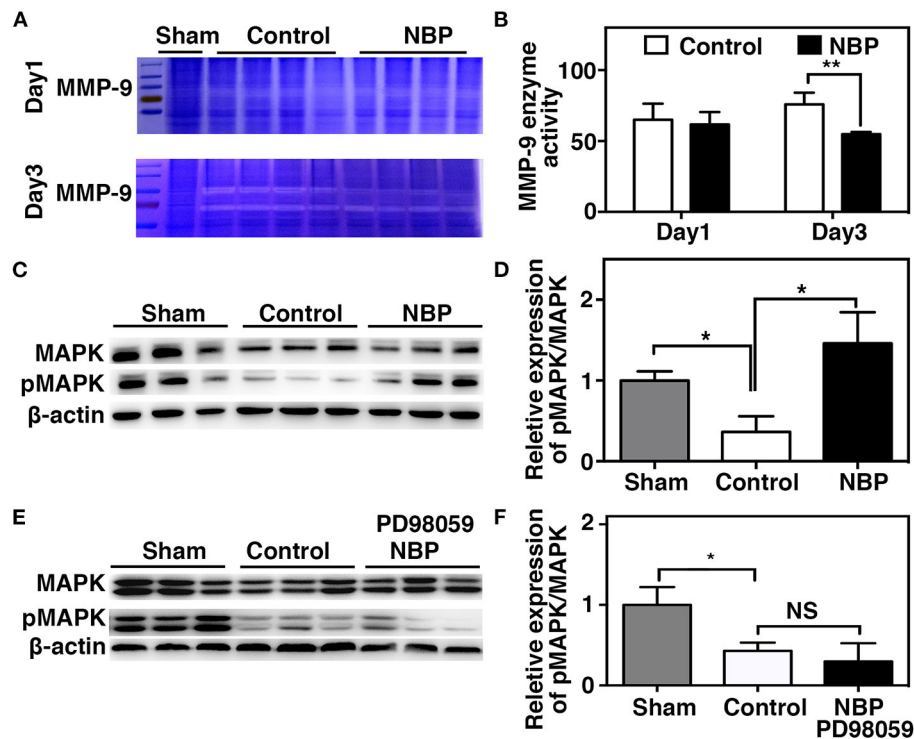 A
Sham Control NBP
Day1 MMP-9
Day3 MMP-9
B
Control NBP
MMP-9 enzyme
activity
100
50
0
**
Day1 Day3
C
Sham Control NBP
MAPK
pMAPK
β-actin
D
Reletive expression
of pMAPK/MAPK
2
1
0
*
*
Sham Control NBP
E
PD98059
Sham Control NBP
MAPK
pMAPK
β-actin
F
Relative expression
of pMAPK/MAPK
2
1
0
*
NS
Sham Control NBP
PD98059